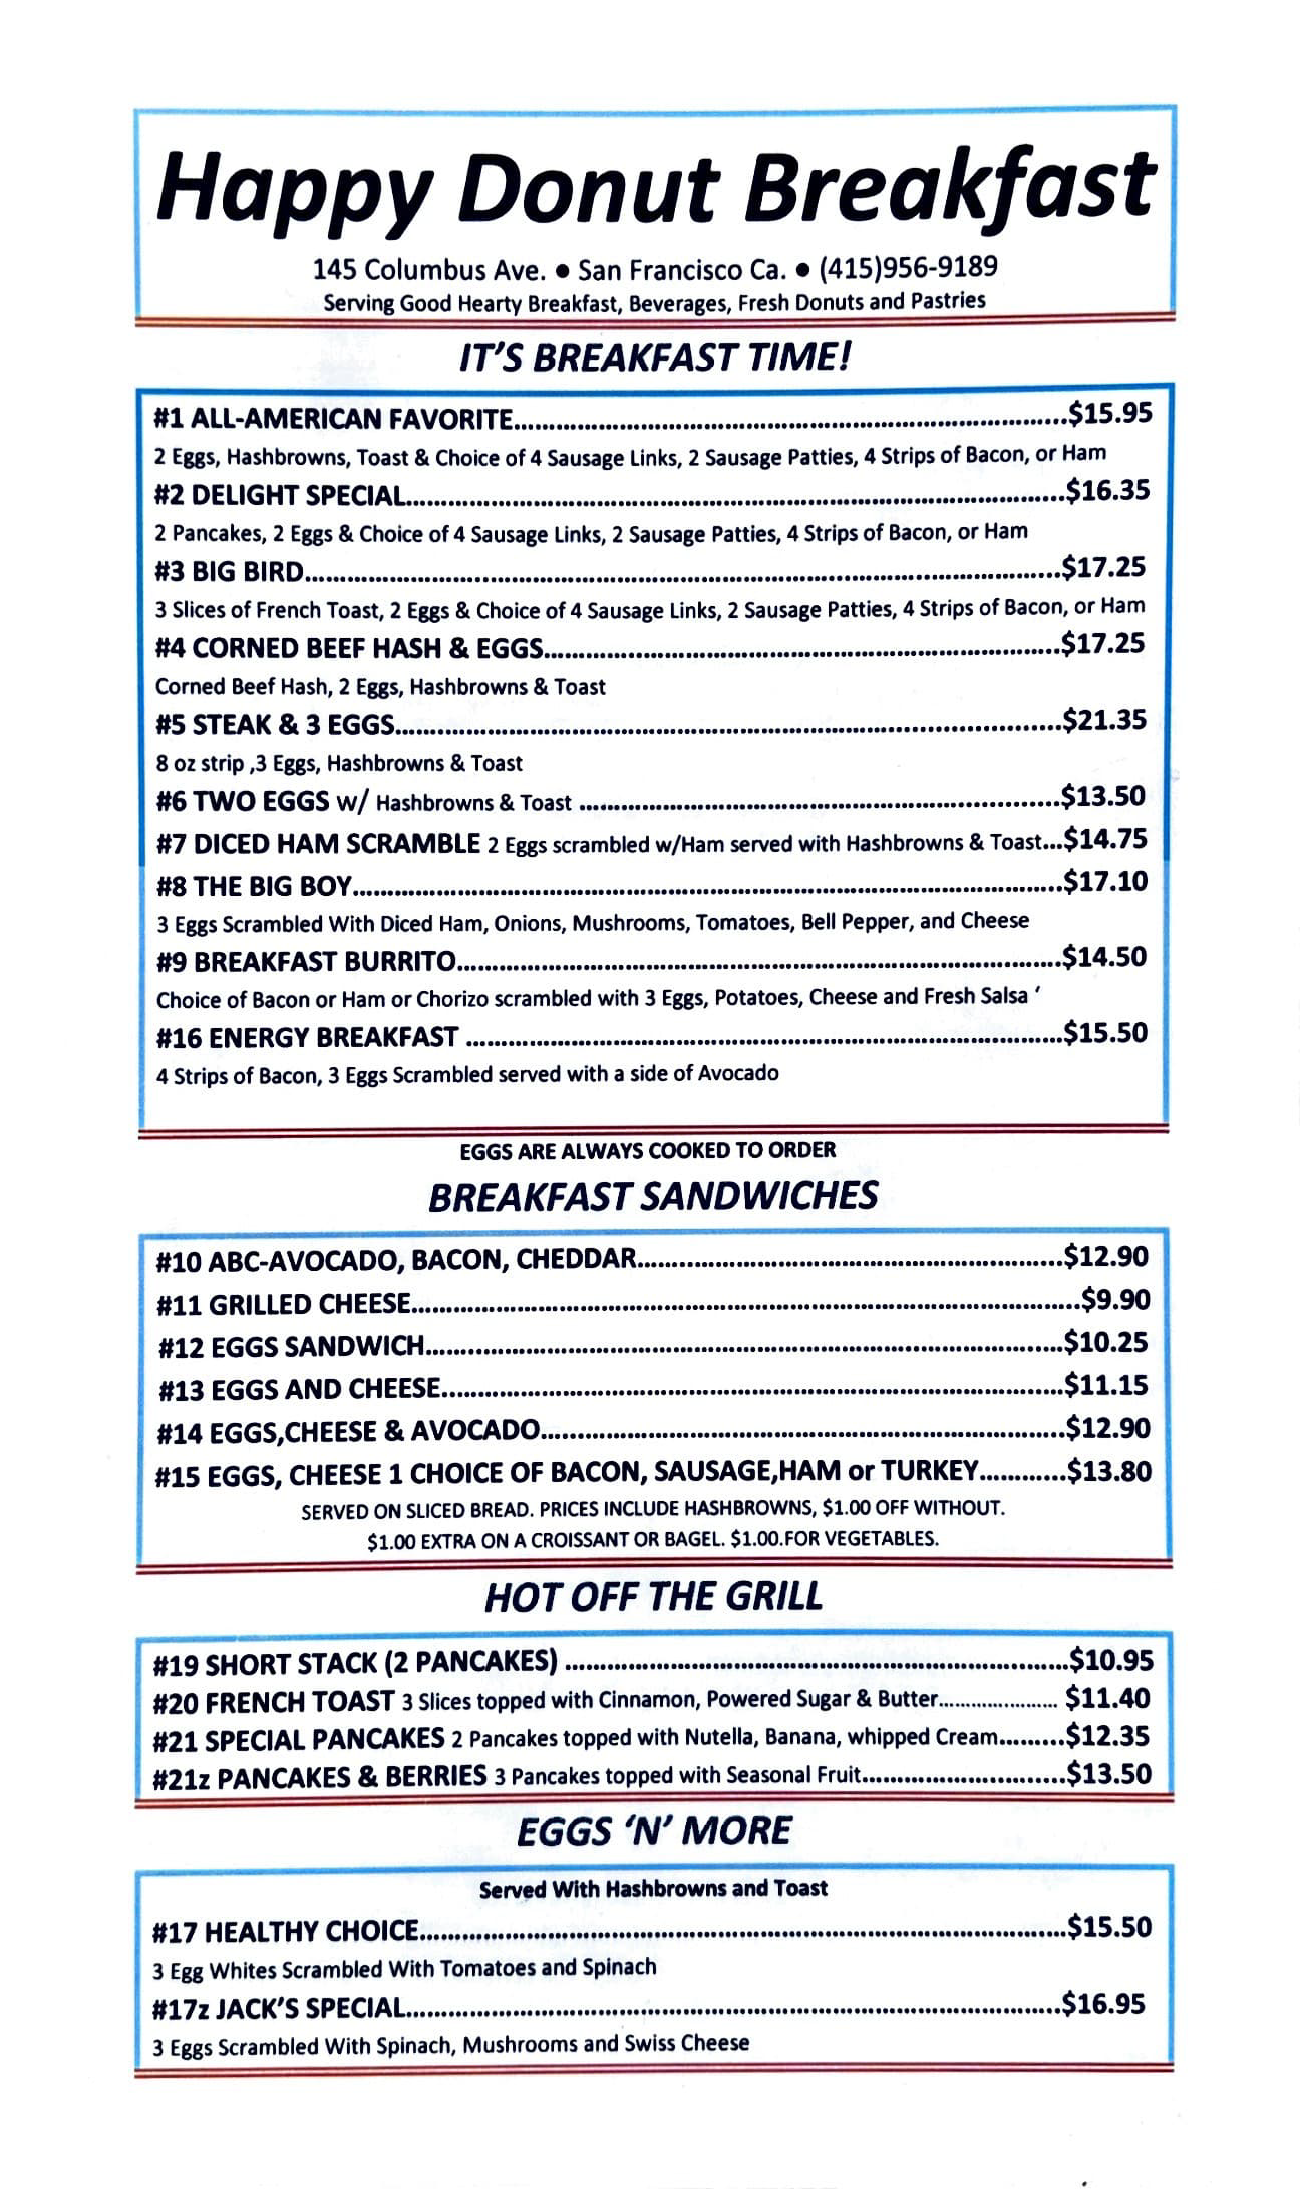 Happy Donut Breakfast
145 Columbus Ave. ● San Francisco Ca. ● (415)956-9189
Serving Good Hearty Breakfast, Beverages, Fresh Donuts and Pastries
IT'S BREAKFAST TIME!
#1 ALL-AMERICAN FAVORITE....................$15.95
2 Eggs, Hashbrowns, Toast & Choice of 4 Sausage Links, 2 Sausage Patties, 4 Strips of Bacon, or Ham
#2 DELIGHT SPECIAL....................$16.35
2 Pancakes, 2 Eggs & Choice of 4 Sausage Links, 2 Sausage Patties, 4 Strips of Bacon, or Ham
#3 BIG BIRD....................$17.25
3 Slices of French Toast, 2 Eggs & Choice of 4 Sausage Links, 2 Sausage Patties, 4 Strips of Bacon, or Ham
#4 CORNED BEEF HASH & EGGS....................$17.25
Corned Beef Hash, 2 Eggs, Hashbrowns & Toast
#5 STEAK & 3 EGGS....................$21.35
8 oz strip ,3 Eggs, Hashbrowns & Toast
#6 TWO EGGS w/ Hashbrowns & Toast ....................$13.50
#7 DICED HAM SCRAMBLE 2 Eggs scrambled w/Ham served with Hashbrowns & Toast...$14.75
#8 THE BIG BOY....................$17.10
3 Eggs Scrambled With Diced Ham, Onions, Mushrooms, Tomatoes, Bell Pepper, and Cheese
#9 BREAKFAST BURRITO....................$14.50
Choice of Bacon or Ham or Chorizo scrambled with 3 Eggs, Potatoes, Cheese and Fresh Salsa '
#16 ENERGY BREAKFAST ....................$15.50
4 Strips of Bacon, 3 Eggs Scrambled served with a side of Avocado
EGGS ARE ALWAYS COOKED TO ORDER
BREAKFAST SANDWICHES
#10 ABC-AVOCADO, BACON, CHEDDAR....................$12.90
#11 GRILLED CHEESE....................$9.90
#12 EGGS SANDWICH....................$10.25
#13 EGGS AND CHEESE....................$11.15
#14 EGGS,CHEESE & AVOCADO....................$12.90
#15 EGGS, CHEESE 1 CHOICE OF BACON, SAUSAGE,HAM or TURKEY............$13.80
SERVED ON SLICED BREAD. PRICES INCLUDE HASHBROWNS, $1.00 OFF WITHOUT.
$1.00 EXTRA ON A CROISSANT OR BAGEL. $1.00.FOR VEGETABLES.
HOT OFF THE GRILL
#19 SHORT STACK (2 PANCAKES) ....................$10.95
#20 FRENCH TOAST 3 Slices topped with Cinnamon, Powered Sugar & Butter.................... $11.40
#21 SPECIAL PANCAKES 2 Pancakes topped with Nutella, Banana, whipped Cream.........$12.35
#21z PANCAKES & BERRIES 3 Pancakes topped with Seasonal Fruit....................$13.50
EGGS 'N' MORE
Served With Hashbrowns and Toast
#17 HEALTHY CHOICE....................$15.50
3 Egg Whites Scrambled With Tomatoes and Spinach
#17z JACK'S SPECIAL....................$16.95
3 Eggs Scrambled With Spinach, Mushrooms and Swiss Cheese